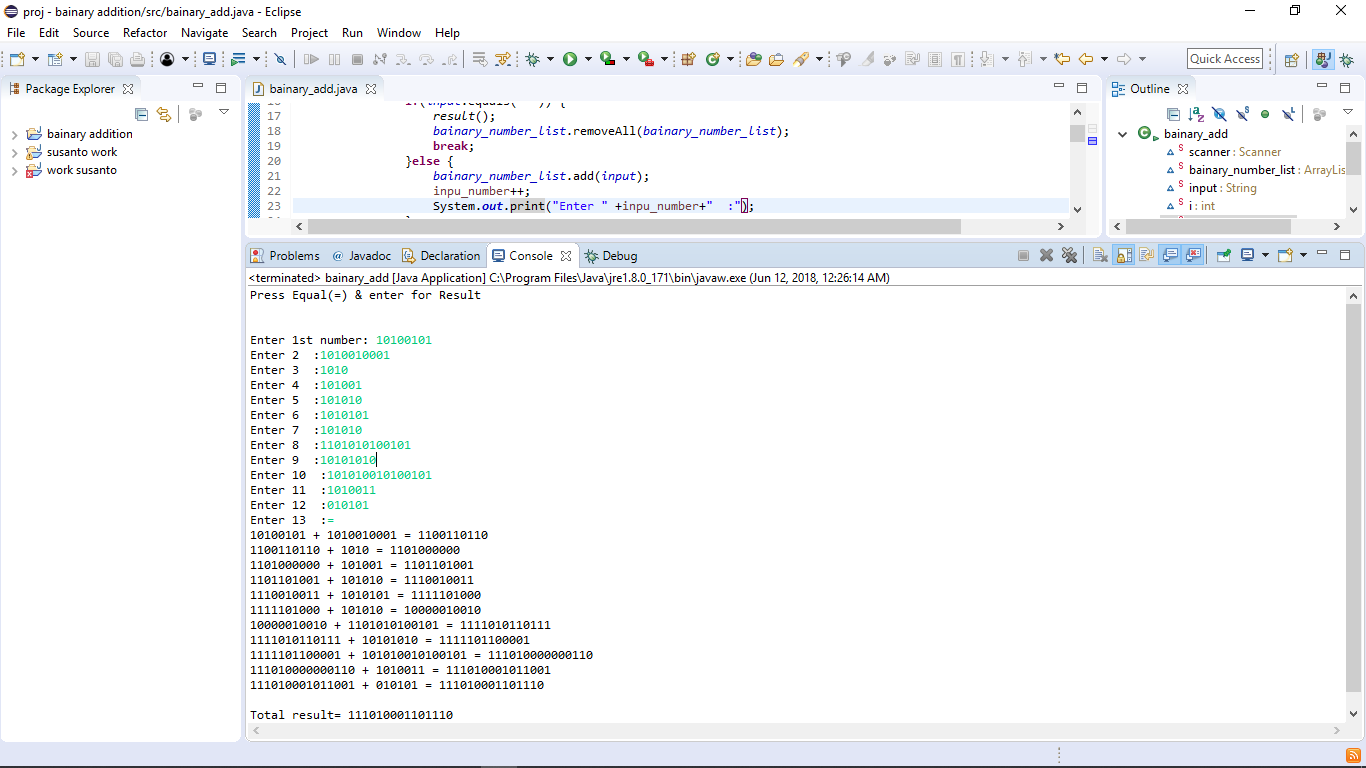 proj - bainary addition/src/bainary_add.java - Eclipse
File Edit Source Refactor Navigate Search Project Run Window Help
Quick Access
Package Explorer
bainary addition
susanto work
work susanto
bainary_add.java
17 result();
18 bainary_number_list.removeAll(bainary_number_list);
19 break;
20 }else {
21 bainary_number_list.add(input);
22 inpu_number++;
23 System.out.print("Enter " +inpu_number+"  :");
Outline
bainary_add
scanner : Scanner
bainary_number_list : ArrayLis
input : String
i : int
Problems @ Javadoc Declaration Console Debug
<terminated> bainary_add [Java Application] C:\Program Files\Java\jre1.8.0_171\bin\javaw.exe (Jun 12, 2018, 12:26:14 AM)
Press Equal(=) & enter for Result
Enter 1st number: 10100101
Enter 2  :1010010001
Enter 3  :1010
Enter 4  :101001
Enter 5  :101010
Enter 6  :1010101
Enter 7  :101010
Enter 8  :1101010100101
Enter 9  :10101010
Enter 10  :101010010100101
Enter 11  :1010011
Enter 12  :010101
Enter 13  :=
10100101 + 1010010001 = 1100110110
1100110110 + 1010 = 1101000000
1101000000 + 101001 = 1101101001
1101101001 + 101010 = 1110010011
1110010011 + 1010101 = 1111101000
1111101000 + 101010 = 10000010010
10000010010 + 1101010100101 = 1111010110111
1111010110111 + 10101010 = 1111101100001
1111101100001 + 101010010100101 = 111010000000110
111010000000110 + 1010011 = 111010001011001
111010001011001 + 010101 = 111010001101110
Total result= 111010001101110